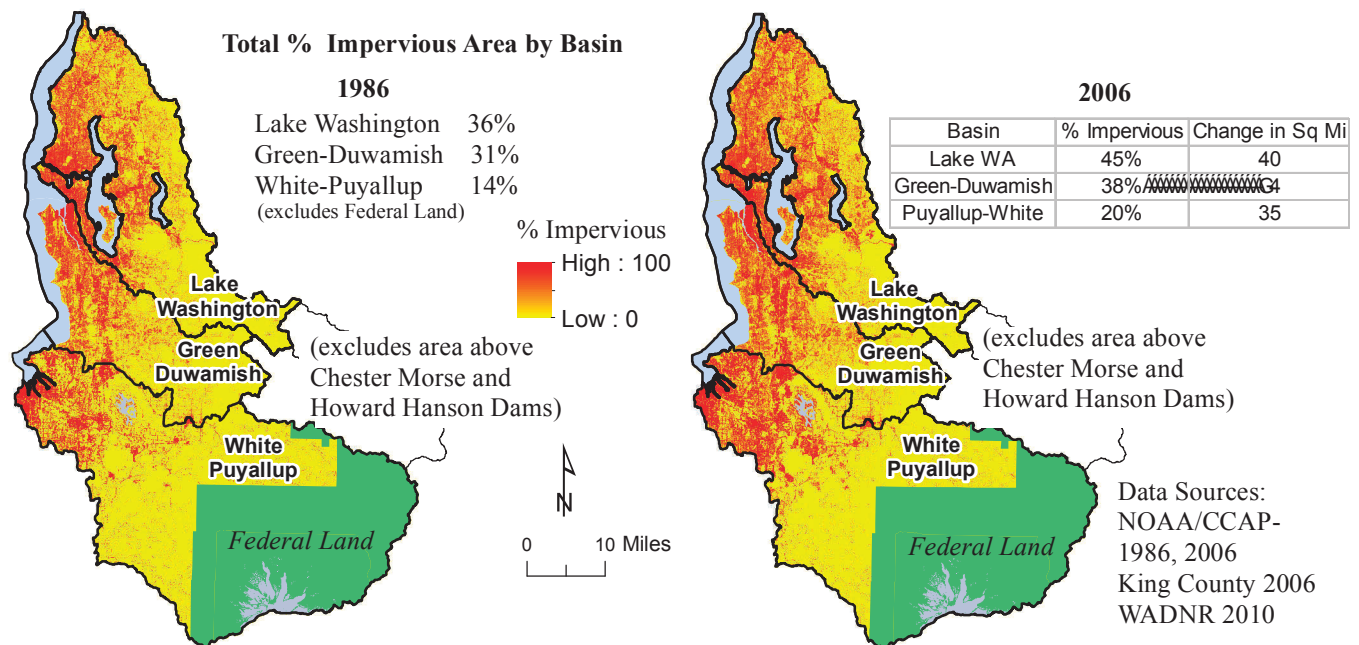 Total % Impervious Area by Basin
1986
Lake Washington 36%
Green-Duwamish 31%
White-Puyallup 14%
(excludes Federal Land)
% Impervious
High : 100
Low : 0
Lake
Washington
Green
Duwamish
(excludes area above
Chester Morse and
Howard Hanson Dams)
White
Puyallup
Federal Land
N
0 10 Miles
2006
Basin % Impervious Change in Sq Mi
Lake WA 45% 40
Green-Duwamish 38%
Puyallup-White 20% 35
Lake
Washington
Green
Duwamish
(excludes area above
Chester Morse and
Howard Hanson Dams)
White
Puyallup
Federal Land
Data Sources:
NOAA/CCAP-
1986, 2006
King County 2006
WADNR 2010